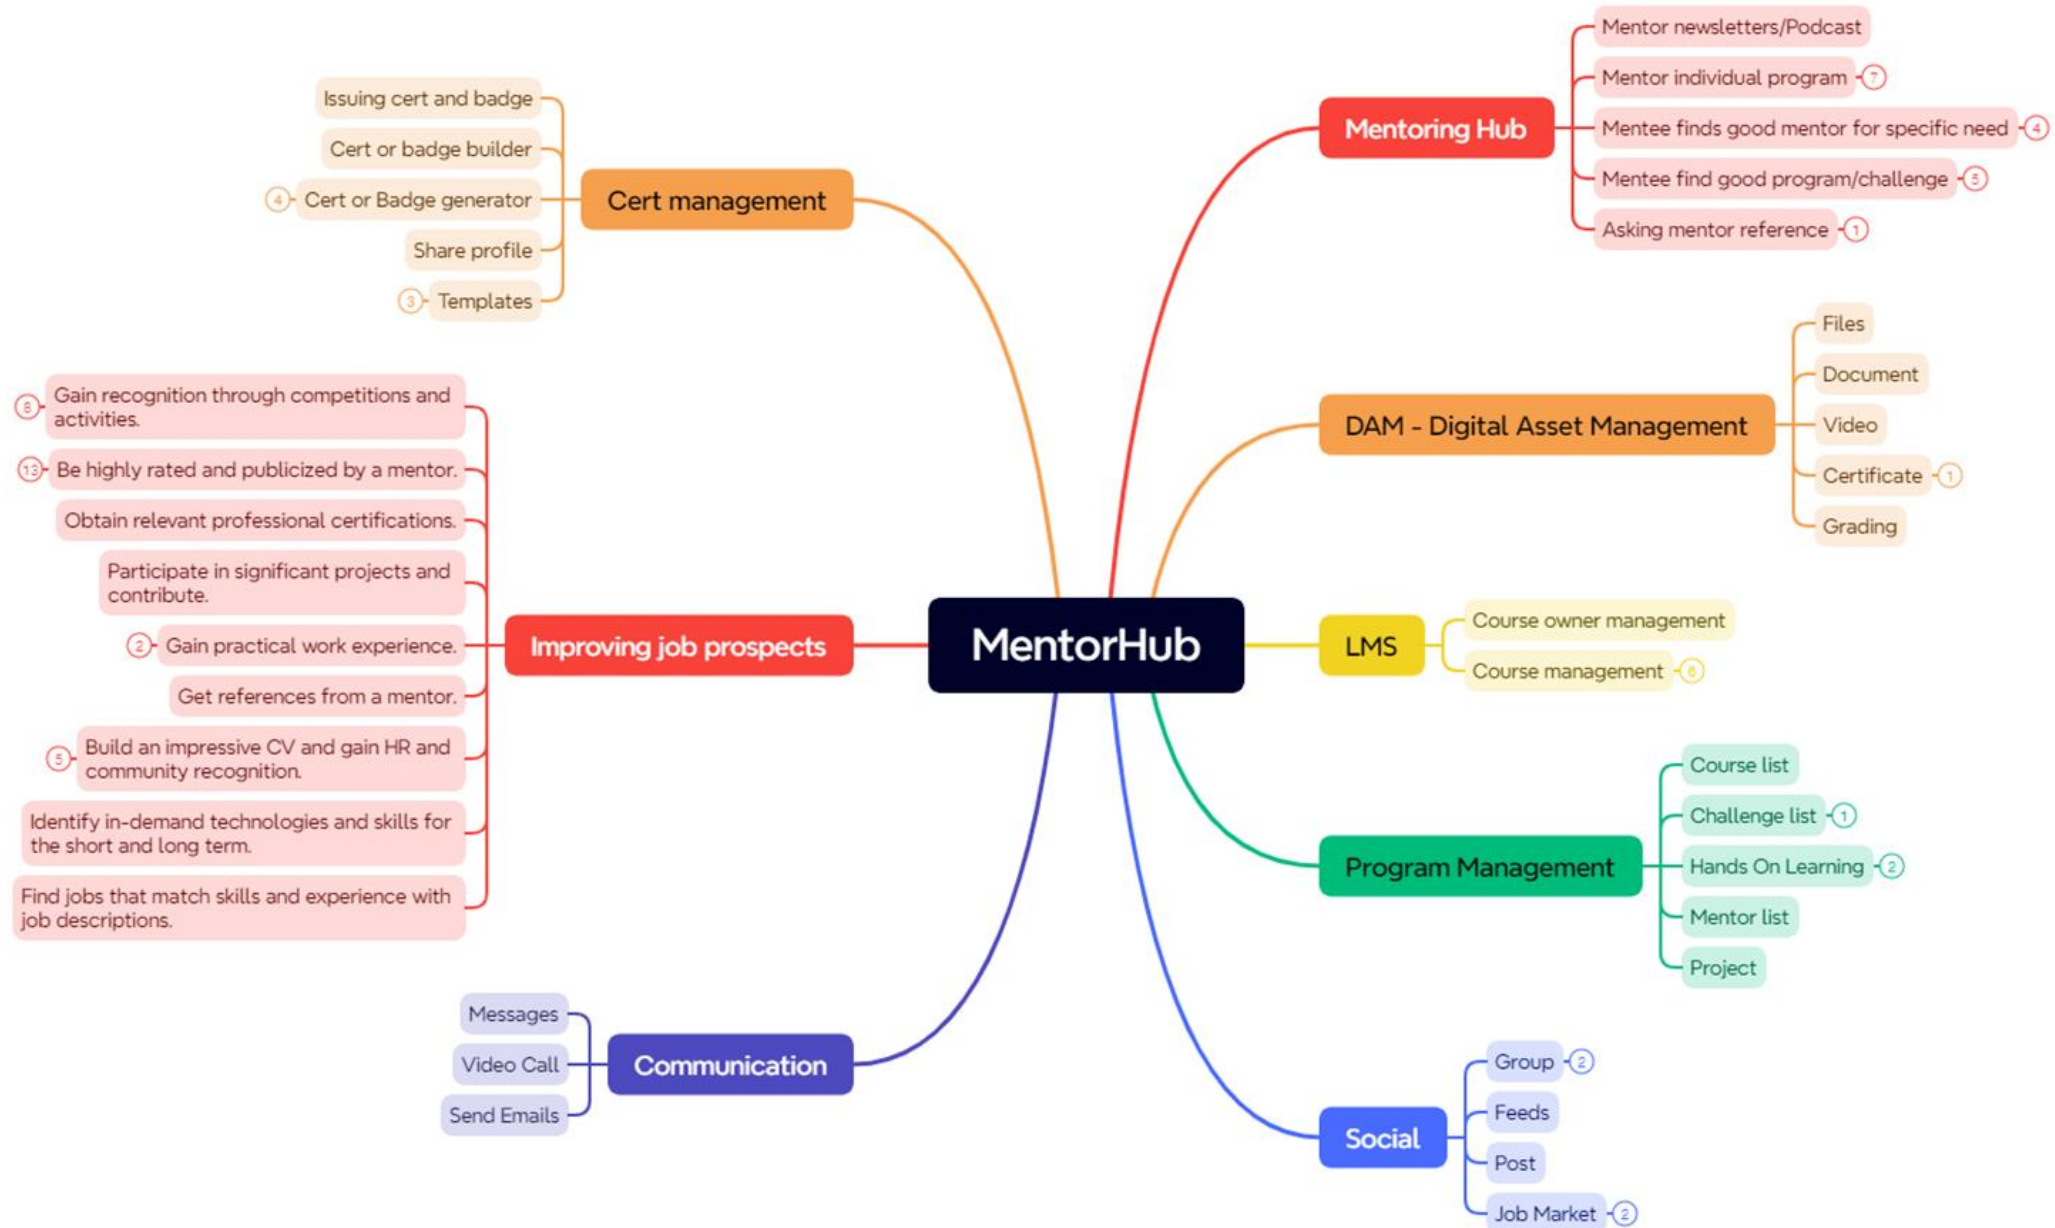 Issuing cert and badge
Cert or badge builder
4
Cert or Badge generator
Share profile
3
Templates
Cert management
8
Gain recognition through competitions and
activities.
13
Be highly rated and publicized by a mentor.
Obtain relevant professional certifications.
Participate in significant projects and
contribute.
2
Gain practical work experience.
Get references from a mentor.
5
Build an impressive CV and gain HR and
community recognition.
Identify in-demand technologies and skills for
the short and long term.
Find jobs that match skills and experience with
job descriptions.
Improving job prospects
Messages
Video Call
Send Emails
Communication
MentorHub
Mentoring Hub
Mentor newsletters/Podcast
Mentor individual program
7
Mentee finds good mentor for specific need
4
Mentee find good program/challenge
5
Asking mentor reference
1
DAM - Digital Asset Management
Files
Document
Video
Certificate
1
Grading
LMS
Course owner management
Course management
6
Program Management
Course list
Challenge list
1
Hands On Learning
2
Mentor list
Project
Social
Group
2
Feeds
Post
Job Market
2